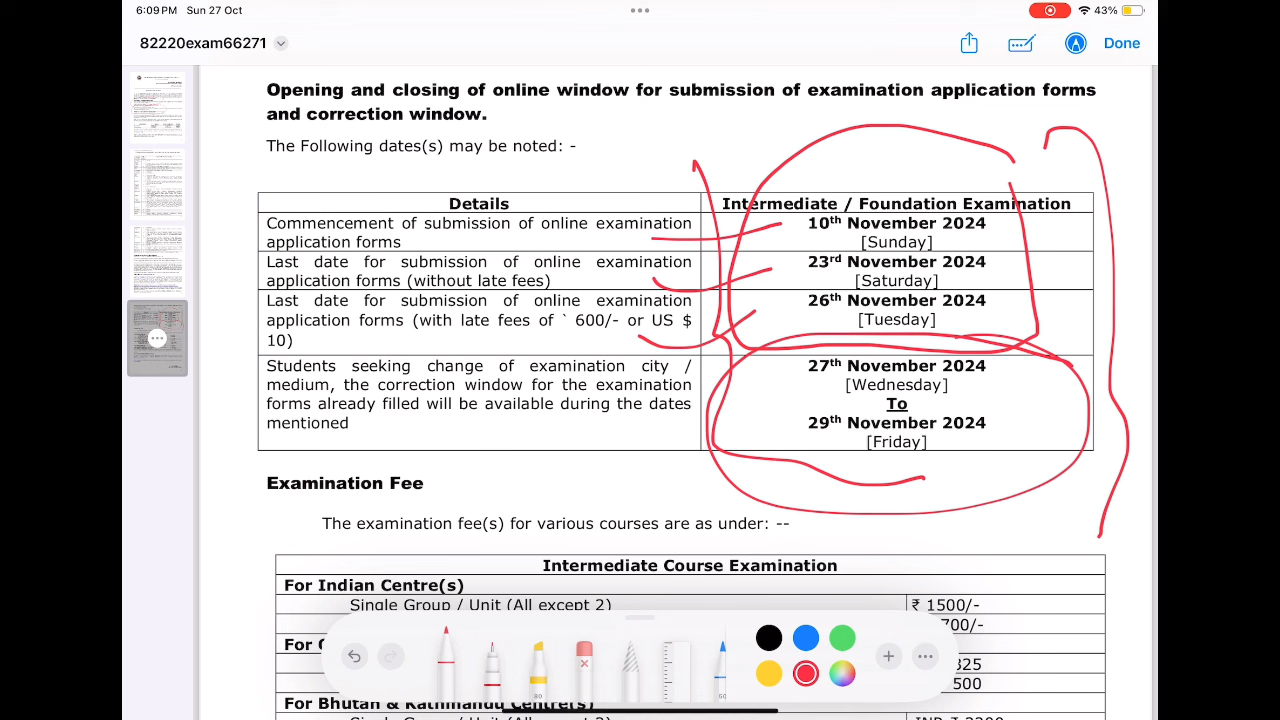 6:09 PM Sun 27 Oct
43%
82220exam66271
Done
Opening and closing of online window for submission of examination application forms
and correction window.
The Following dates(s) may be noted: -
Details Intermediate / Foundation Examination
Commencement of submission of online examination
application forms
10th November 2024
[Sunday]
Last date for submission of online examination
application forms (without late fees)
23rd November 2024
[Saturday]
Last date for submission of online examination
application forms (with late fees of or US $
10)
26th November 2024
[Tuesday]
Students seeking change of examination city /
medium, the correction window for the examination
forms already filled will be available during the dates
mentioned
27th November 2024
[Wednesday]
To
29th November 2024
[Friday]
Examination Fee
The examination fee(s) for various courses are as under: --
Intermediate Course Examination
For Indian Centre(s)
Single Group / Unit (All except 2) ₹ 1500/-
80
50